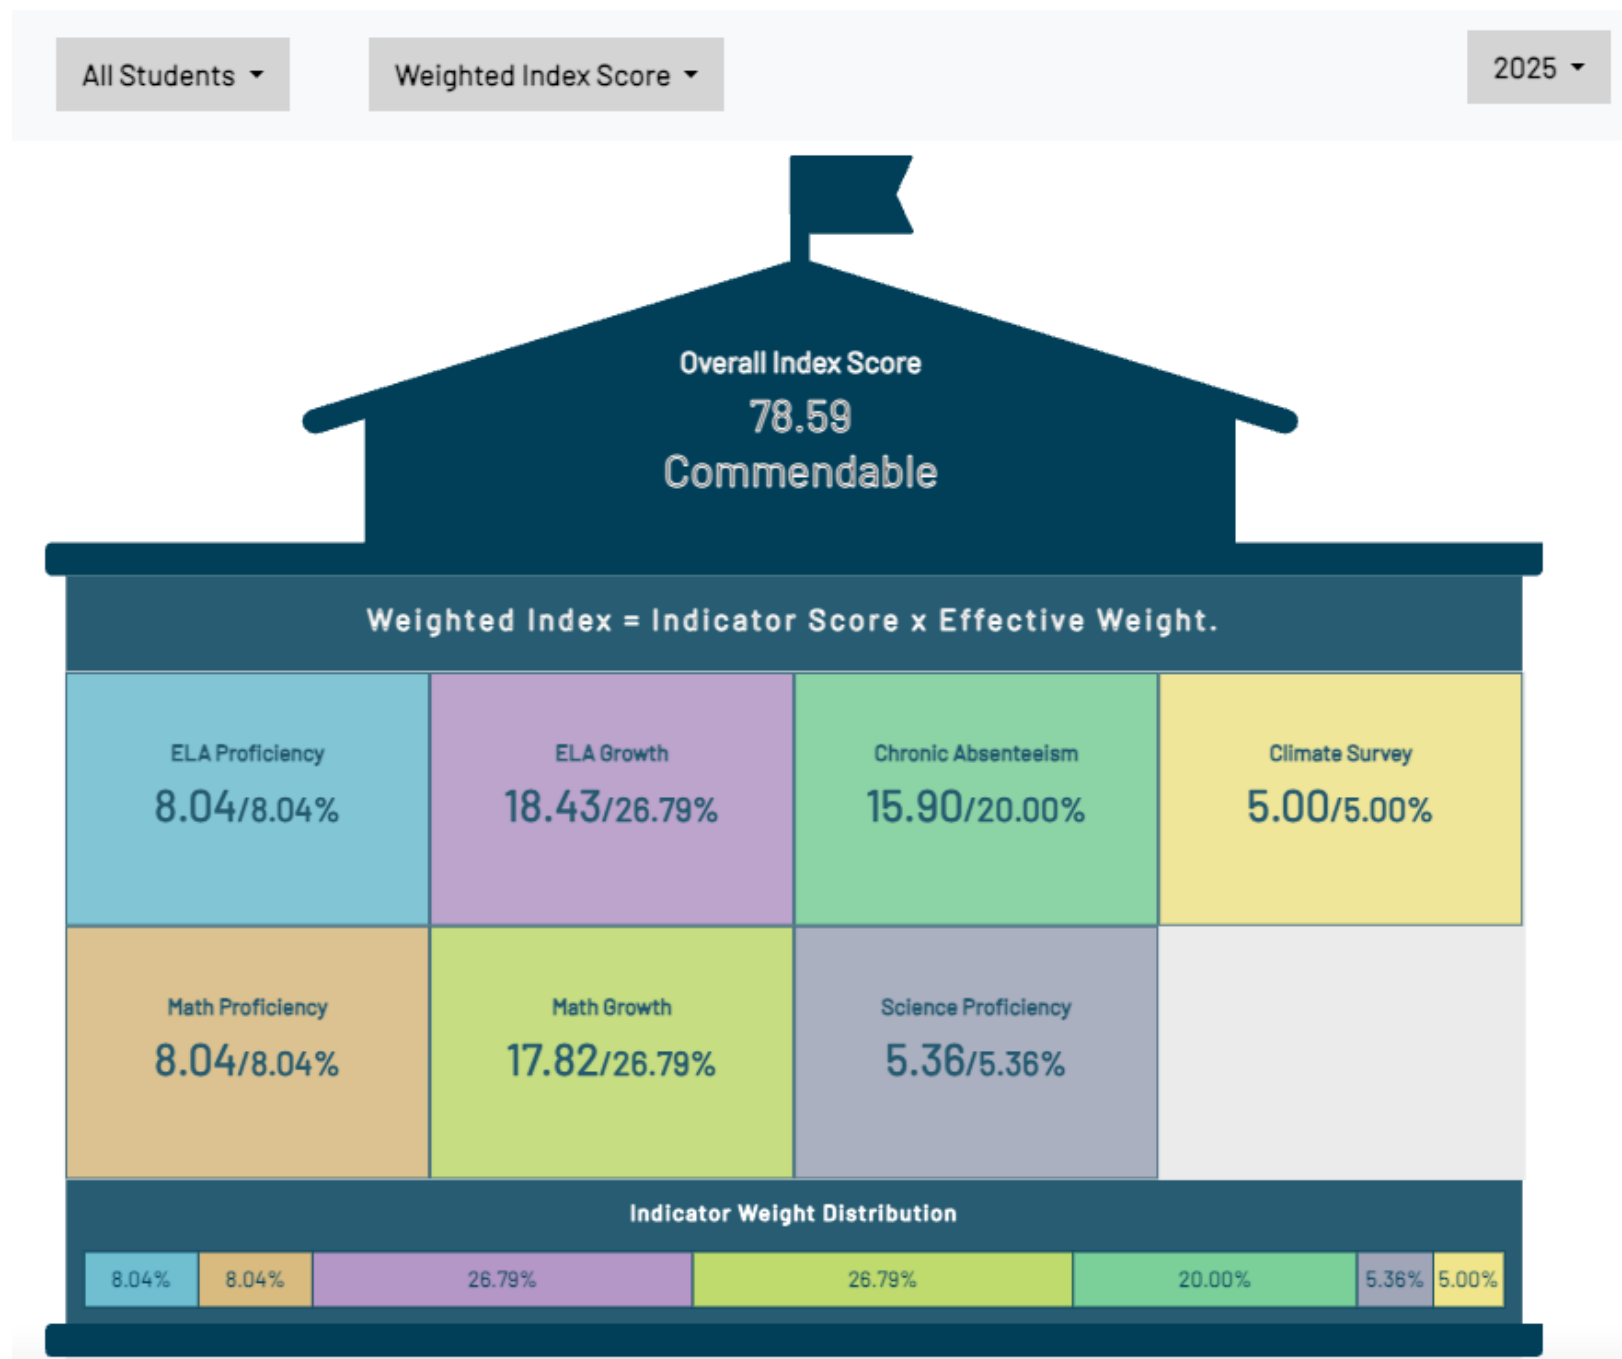 All Students
Weighted Index Score
2025
Overall Index Score
78.59
Commendable
Weighted Index = Indicator Score x Effective Weight.
ELA Proficiency
8.04/8.04%
ELA Growth
18.43/26.79%
Chronic Absenteeism
15.90/20.00%
Climate Survey
5.00/5.00%
Math Proficiency
8.04/8.04%
Math Growth
17.82/26.79%
Science Proficiency
5.36/5.36%
Indicator Weight Distribution
8.04% 8.04% 26.79% 26.79% 20.00% 5.36% 5.00%